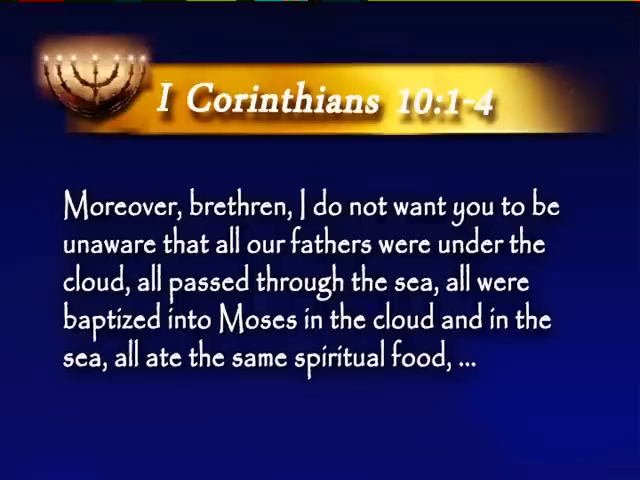 I Corinthians 10:1-4
Moreover, brethren, I do not want you to be
unaware that all our fathers were under the
cloud, all passed through the sea, all were
baptized into Moses in the cloud and in the
sea, all ate the same spiritual food, ...